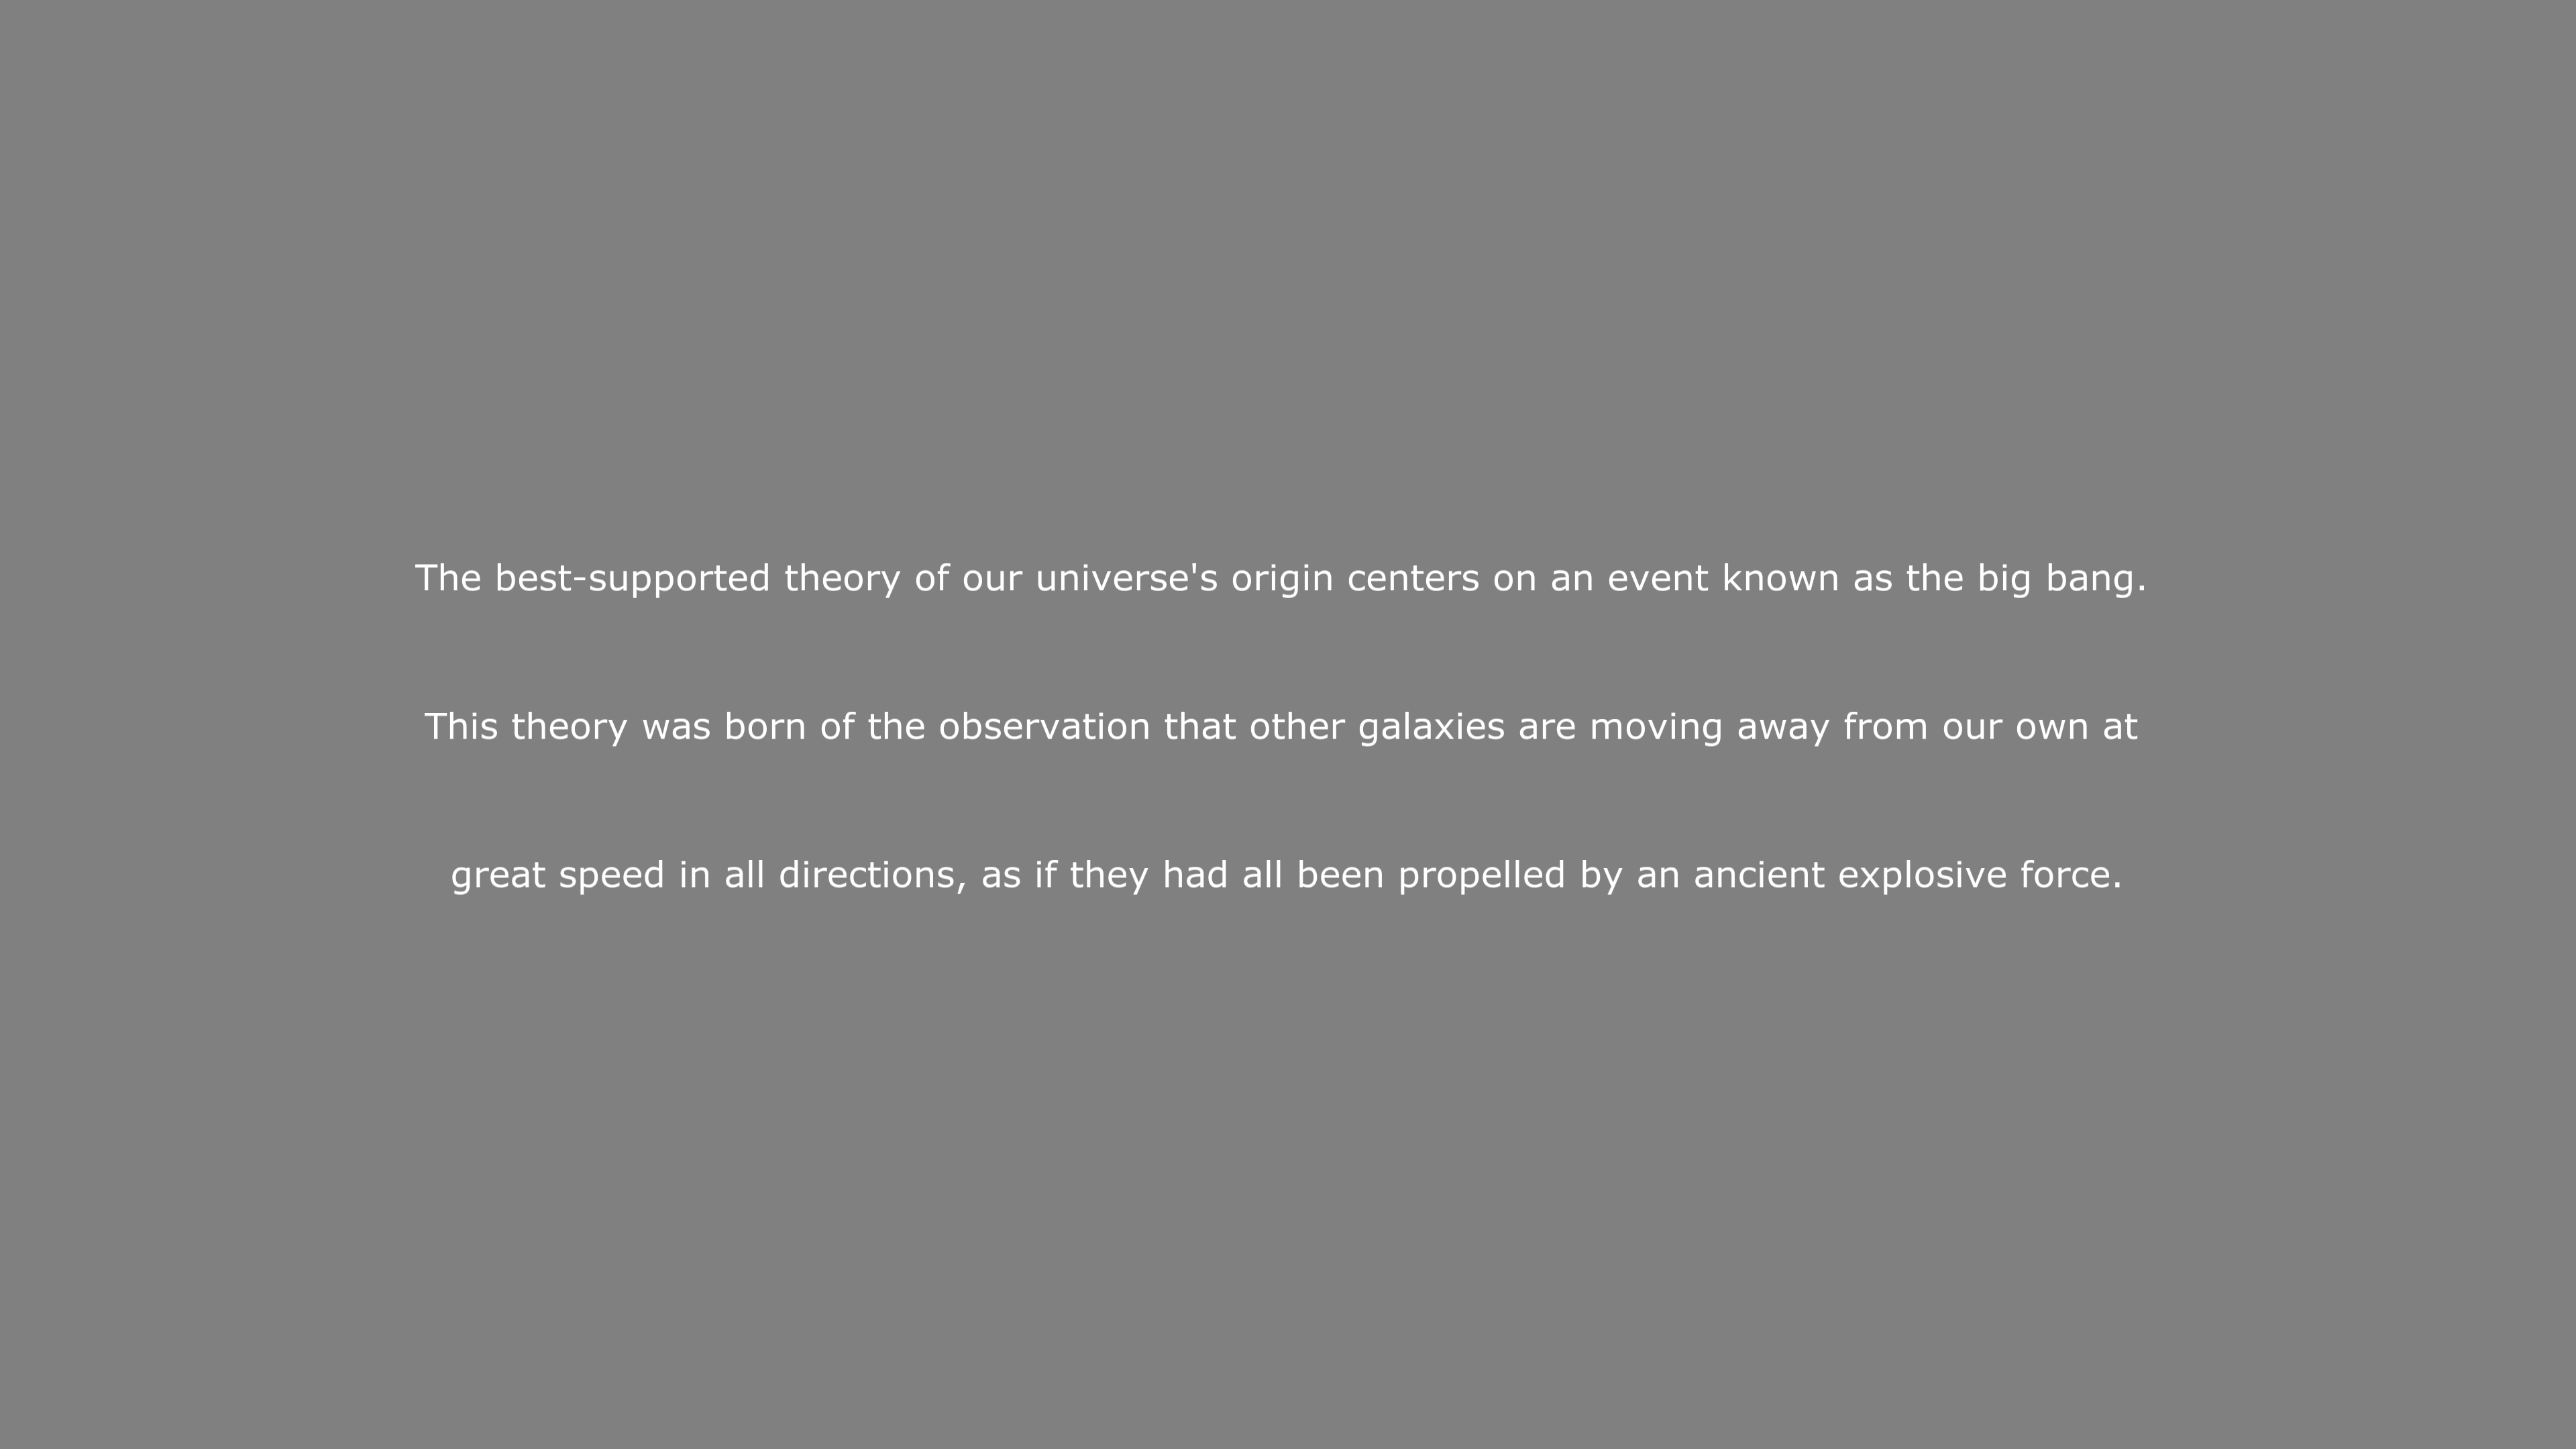 The best-supported theory of our universe's origin centers on an event known as the big bang.
This theory was born of the observation that other galaxies are moving away from our own at
great speed in all directions, as if they had all been propelled by an ancient explosive force.